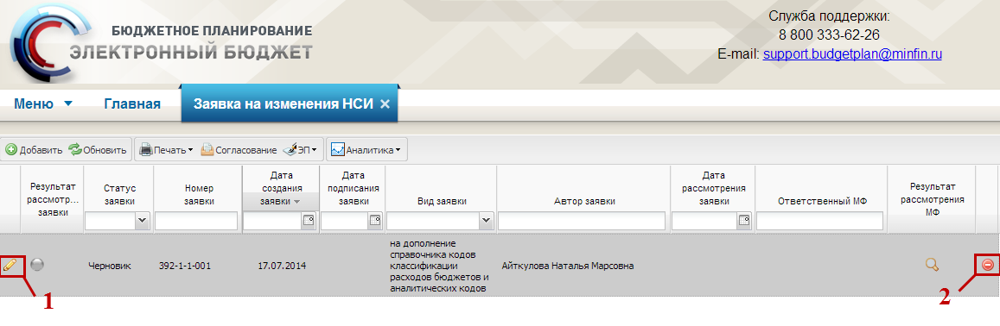 БЮДЖЕТНОЕ ПЛАНИРОВАНИЕ
ЭЛЕКТРОННЫЙ БЮДЖЕТ
Служба поддержки:
8 800 333-62-26
E-mail: support.budgetplan@minfin.ru
Меню Главная Заявка на изменения НСИ
Добавить Обновить Печать Согласование ЭП Аналитика
Результат рассмотр... заявки
Статус заявки
Номер заявки
Дата создания заявки
Дата подписания заявки
Вид заявки
Автор заявки
Дата рассмотрения заявки
Ответственный МФ
Результат рассмотрения МФ
Черновик
392-1-1-001
17.07.2014
на дополнение
справочника кодов
классификации
расходов бюджетов и
аналитических кодов
Айткулова Наталья Марсовна
1
2